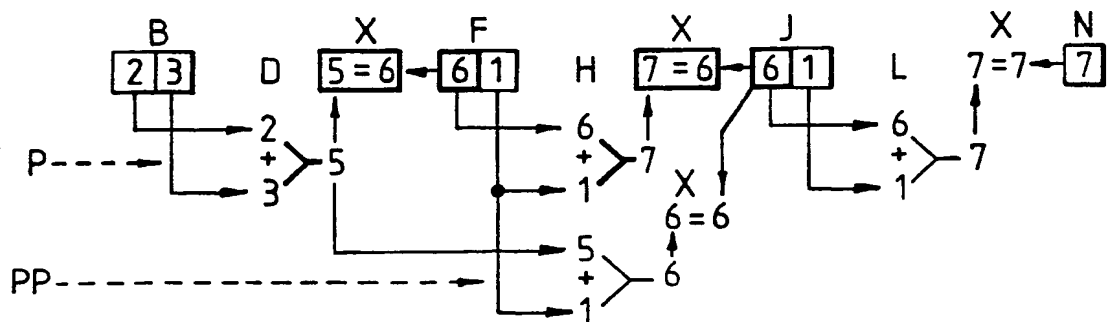 B X F X J X N
2 3 D 5 = 6 6 1 H 7 = 6 6 1 L 7 = 7 7
2 6 6
P + 5 + 7 + 7
3 1 X 1
6 = 6
5
PP + 6
1